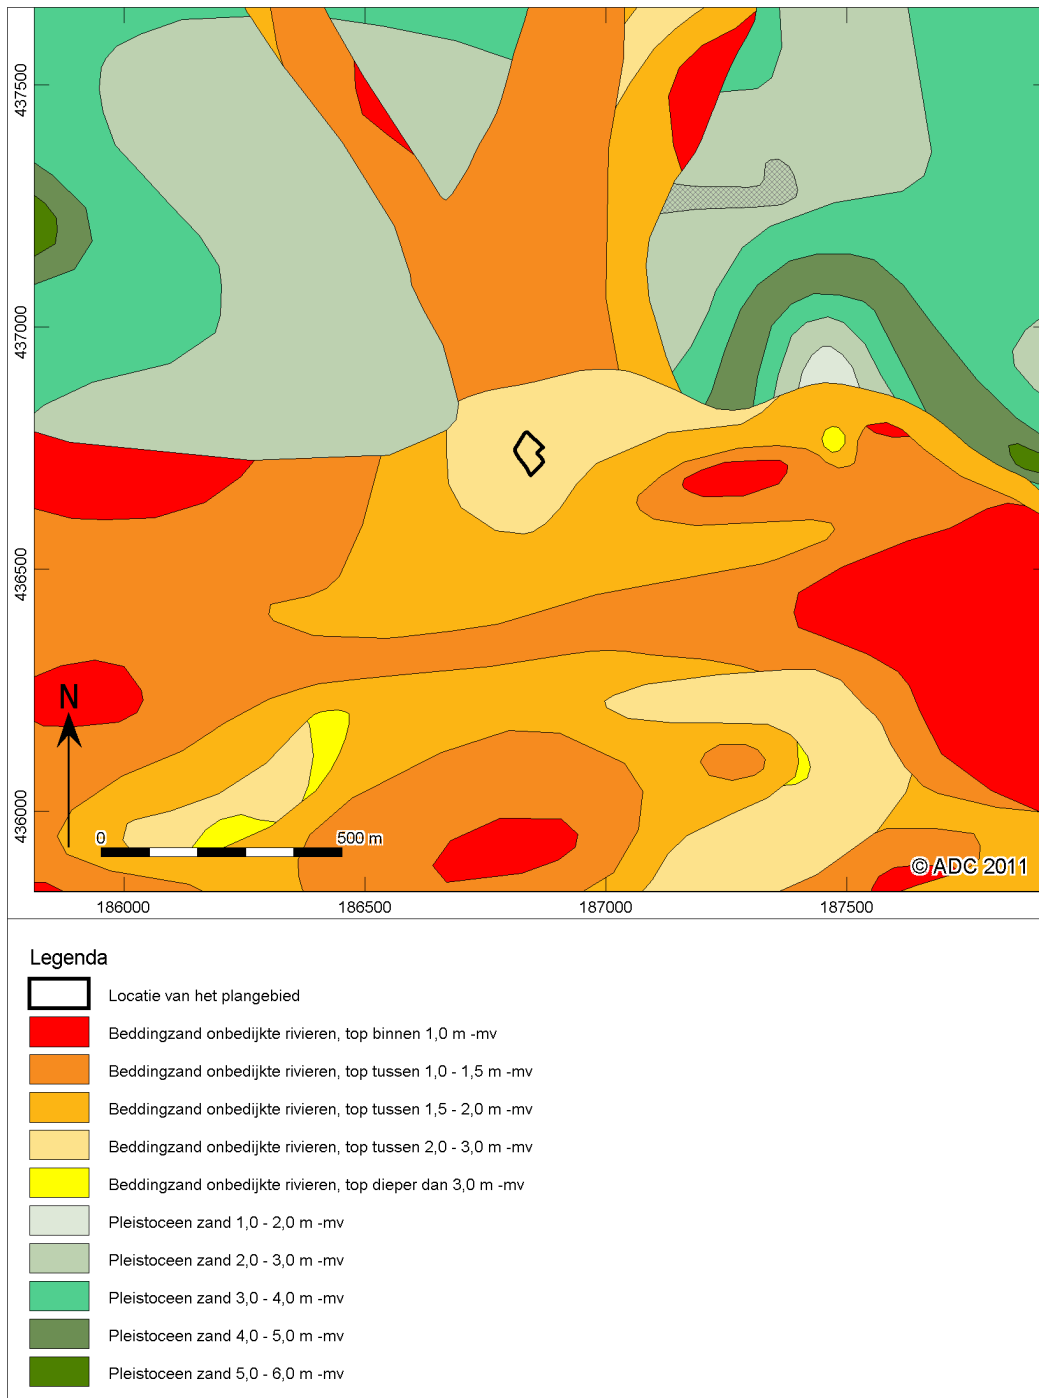 437500
437000
436500
436000
N
0 500 m
© ADC 2011
186000 186500 187000 187500
Legenda
Locatie van het plangebied
Beddingzand onbedijkte rivieren, top binnen 1,0 m -mv
Beddingzand onbedijkte rivieren, top tussen 1,0 - 1,5 m -mv
Beddingzand onbedijkte rivieren, top tussen 1,5 - 2,0 m -mv
Beddingzand onbedijkte rivieren, top tussen 2,0 - 3,0 m -mv
Beddingzand onbedijkte rivieren, top dieper dan 3,0 m -mv
Pleistoceen zand 1,0 - 2,0 m -mv
Pleistoceen zand 2,0 - 3,0 m -mv
Pleistoceen zand 3,0 - 4,0 m -mv
Pleistoceen zand 4,0 - 5,0 m -mv
Pleistoceen zand 5,0 - 6,0 m -mv